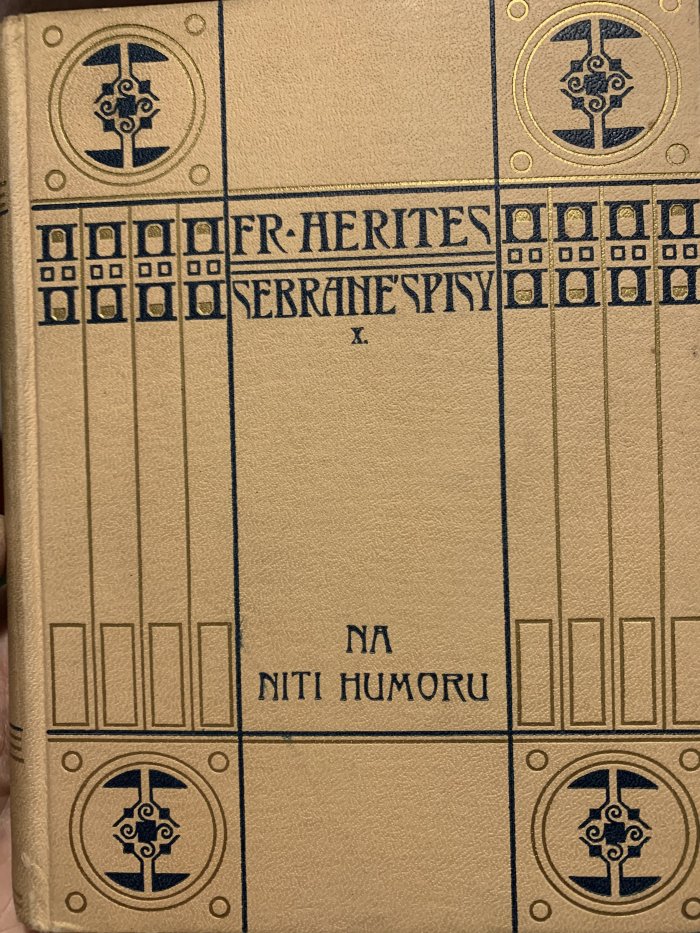 FR·HERITES
SEBRANÉ SPISY
X.
NA
NITI HUMORU